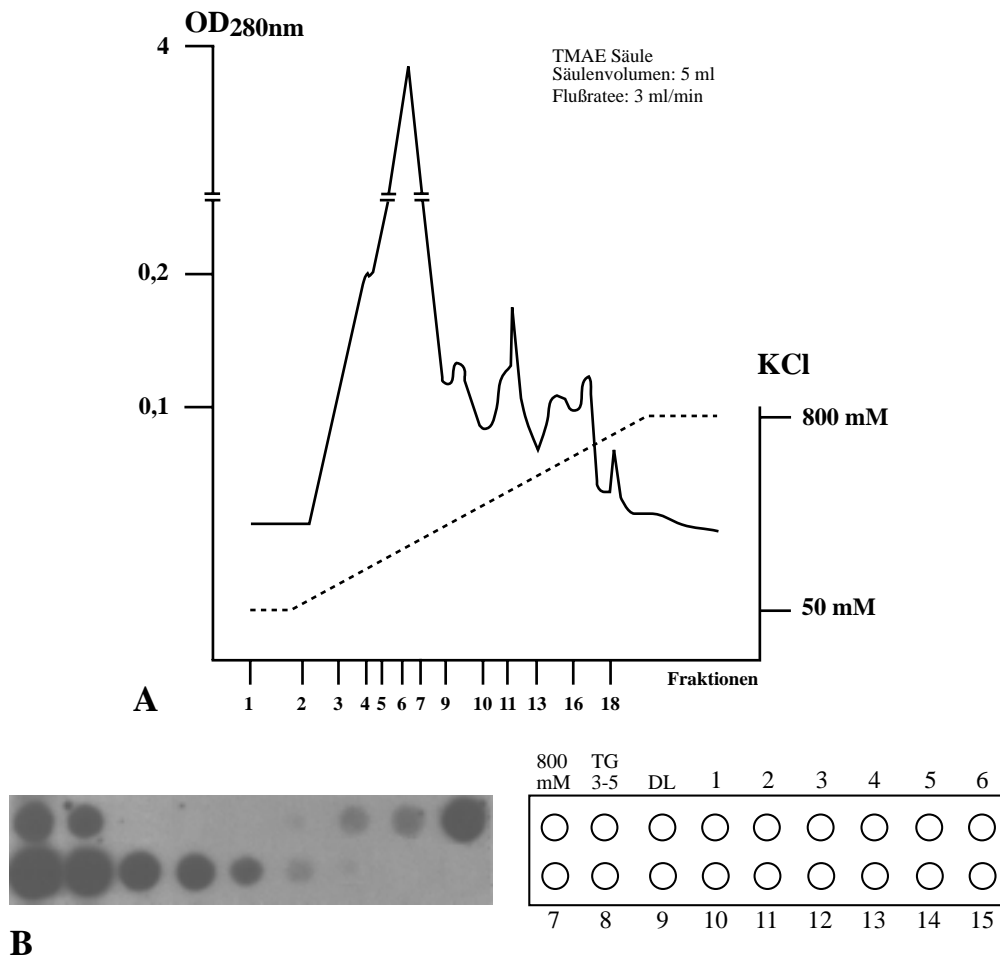 OD280nm
4
TMAE Säule
Säulenvolumen: 5 ml
Flußratee: 3 ml/min
0,2
KCl
0,1
800 mM
50 mM
Fraktionen
A
1 2 3 4 5 6 7 9 10 11 13 16 18
800 TG
mM 3-5 DL 1 2 3 4 5 6
7 8 9 10 11 12 13 14 15
B